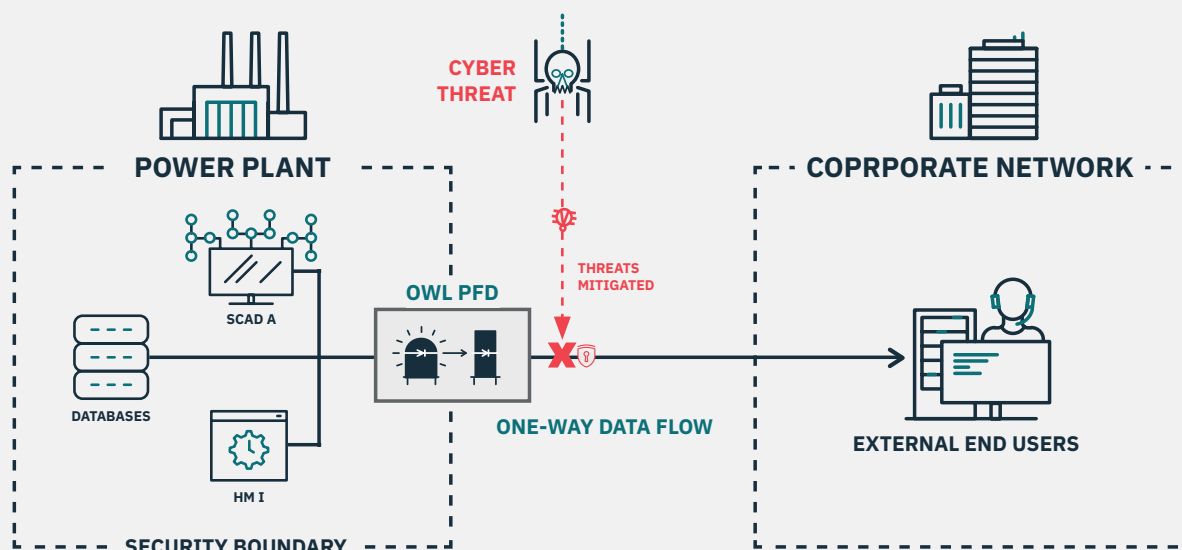 CYBER
THREAT
POWER PLANT
COPRPORATE NETWORK
THREATS
MITIGATED
OWL PFD
SCAD A
DATABASES
ONE-WAY DATA FLOW
EXTERNAL END USERS
HM I
SECURITY BOUNDARY